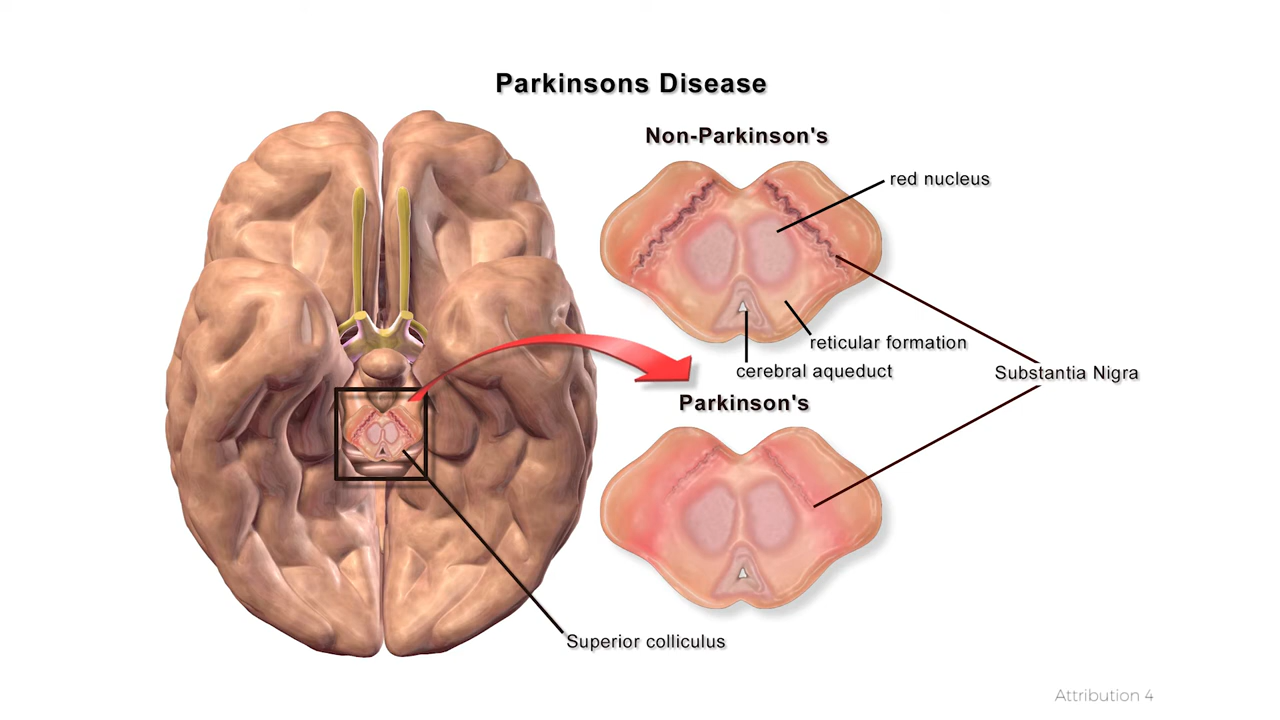 Parkinsons Disease
Non-Parkinson's
red nucleus
reticular formation
cerebral aqueduct
Substantia Nigra
Parkinson's
Superior colliculus
Attribution 4